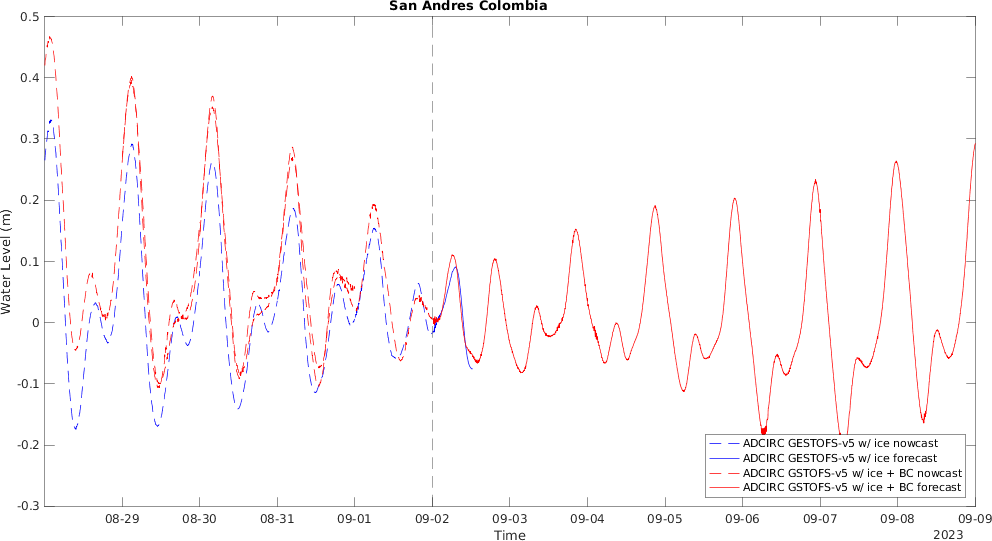 San Andres Colombia
0.5
0.4
0.3
0.2
0.1
0
-0.1
-0.2
-0.3
Water Level (m)
ADCIRC GESTOFS-v5 w/ ice nowcast
ADCIRC GESTOFS-v5 w/ ice forecast
ADCIRC GSTOFS-v5 w/ ice + BC nowcast
ADCIRC GSTOFS-v5 w/ ice + BC forecast
08-29 08-30 08-31 09-01 09-02 09-03 09-04 09-05 09-06 09-07 09-08 09-09
Time
2023